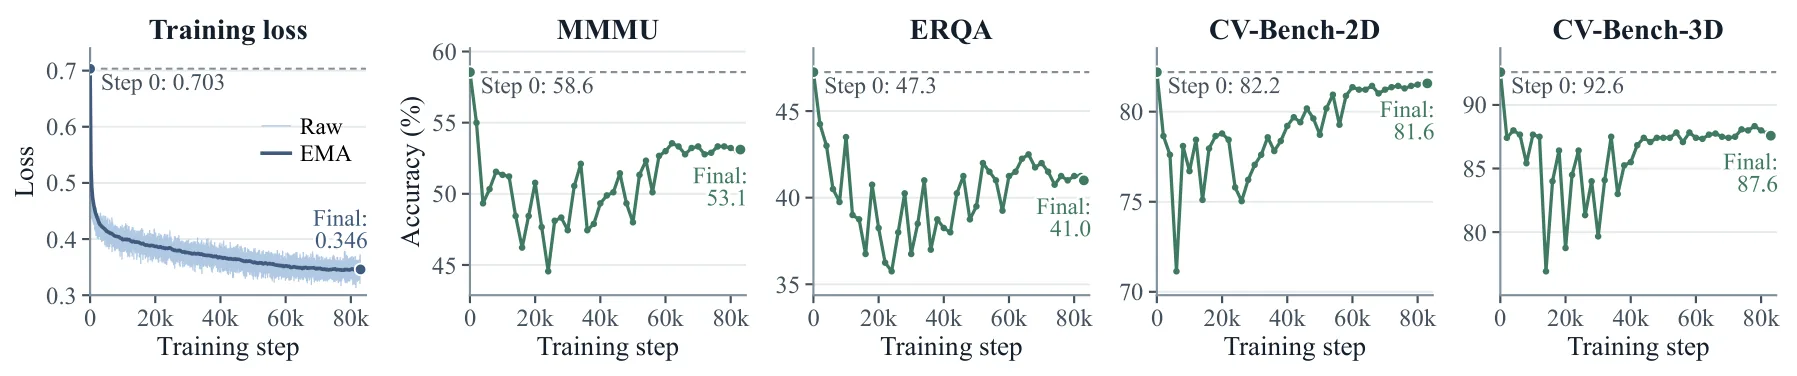 Training loss
Loss
0.7
0.6
0.5
0.4
0.3
Step 0: 0.703
Raw
EMA
Final:
0.346
0 20k 40k 60k 80k
Training step
MMMU
Accuracy (%)
60
55
50
45
Step 0: 58.6
Final:
53.1
0 20k 40k 60k 80k
Training step
ERQA
45
40
35
Step 0: 47.3
Final:
41.0
0 20k 40k 60k 80k
Training step
CV-Bench-2D
80
75
70
Step 0: 82.2
Final:
81.6
0 20k 40k 60k 80k
Training step
CV-Bench-3D
90
85
80
Step 0: 92.6
Final:
87.6
0 20k 40k 60k 80k
Training step